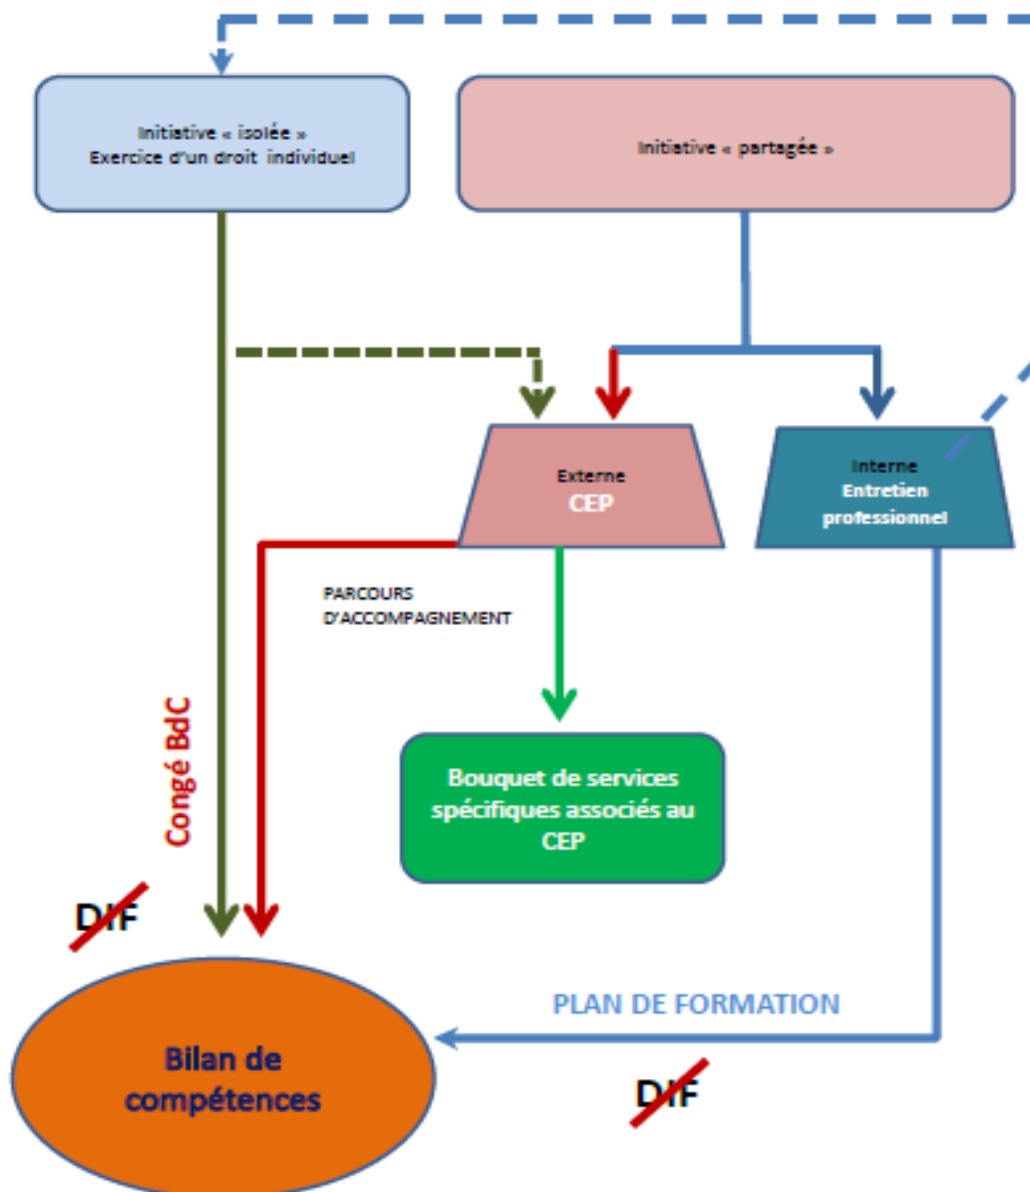 Initiative « isolée »
Exercice d'un droit individuel
Initiative « partagée »
Externe
CEP
Interne
Entretien
professionnel
PARCOURS
D'ACCOMPAGNEMENT
Congé BdC
Bouquet de services
spécifiques associés au
CEP
DIF
PLAN DE FORMATION
Bilan de
compétences
DIF